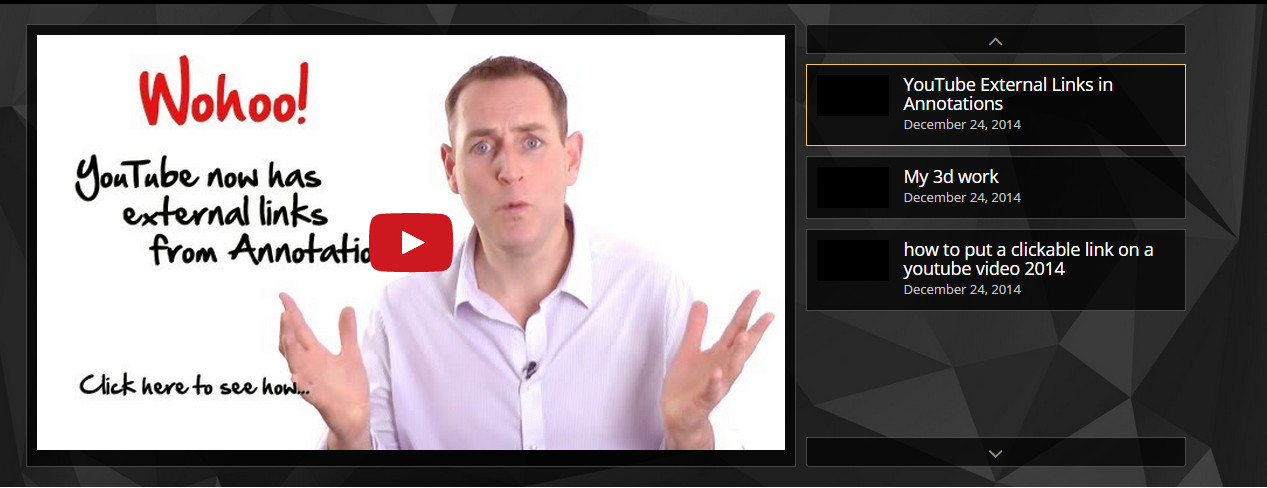 Wohoo!
YouTube now has
external links
from Annotatio
Click here to see how...
YouTube External Links in
Annotations
December 24, 2014
My 3d work
December 24, 2014
how to put a clickable link on a
youtube video 2014
December 24, 2014